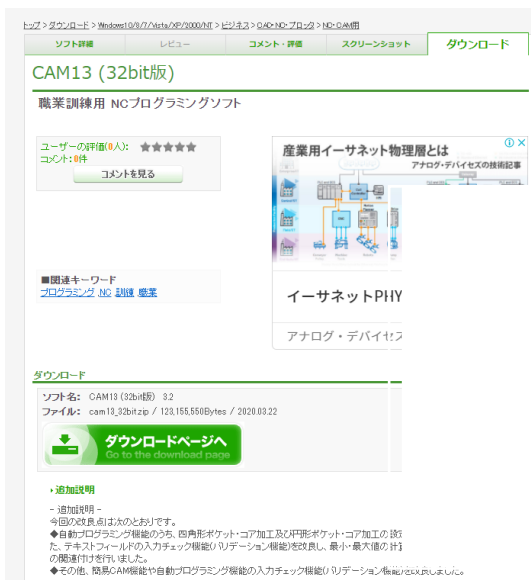 トップ > ダウンロード > Windows10/8/7/Vista/XP/2000/NT > ビジネス > CAD・NC・プロッタ > NC・CAM用
ソフト詳細 レビュー コメント・評価 スクリーンショット ダウンロード
CAM13 (32bit版)
職業訓練用 NCプログラミングソフト
ユーザーの評価(0人): ★★★★★
コメント:0件
コメントを見る
産業用イーサネット物理層とは
アナログ・デバイセズの技術記事
■関連キーワード
プログラミング NC 訓練 職業
イーサネットPHY
アナログ・デバイセズ
ダウンロード
ソフト名: CAM13 (32bit版) 3.2
ファイル: cam13_32bit.zip / 123,155,550Bytes / 2020.03.22
ダウンロードページへ
Go to the download page
追加説明
- 追加説明 -
今回の改良点は次のとおりです。
◆自動プログラミング機能のうち、四角形ポケット・コア加工及び円形ポケット・コア加工の
た、テキストフィールドの入力チェック機能(バリデーション機能)を改良し、最小・最大値の
の関連付けを行いました。
◆その他、簡易CAM機能や自動プログラミング機能の入力チェック機能(バリデーション機能)を改良しました。